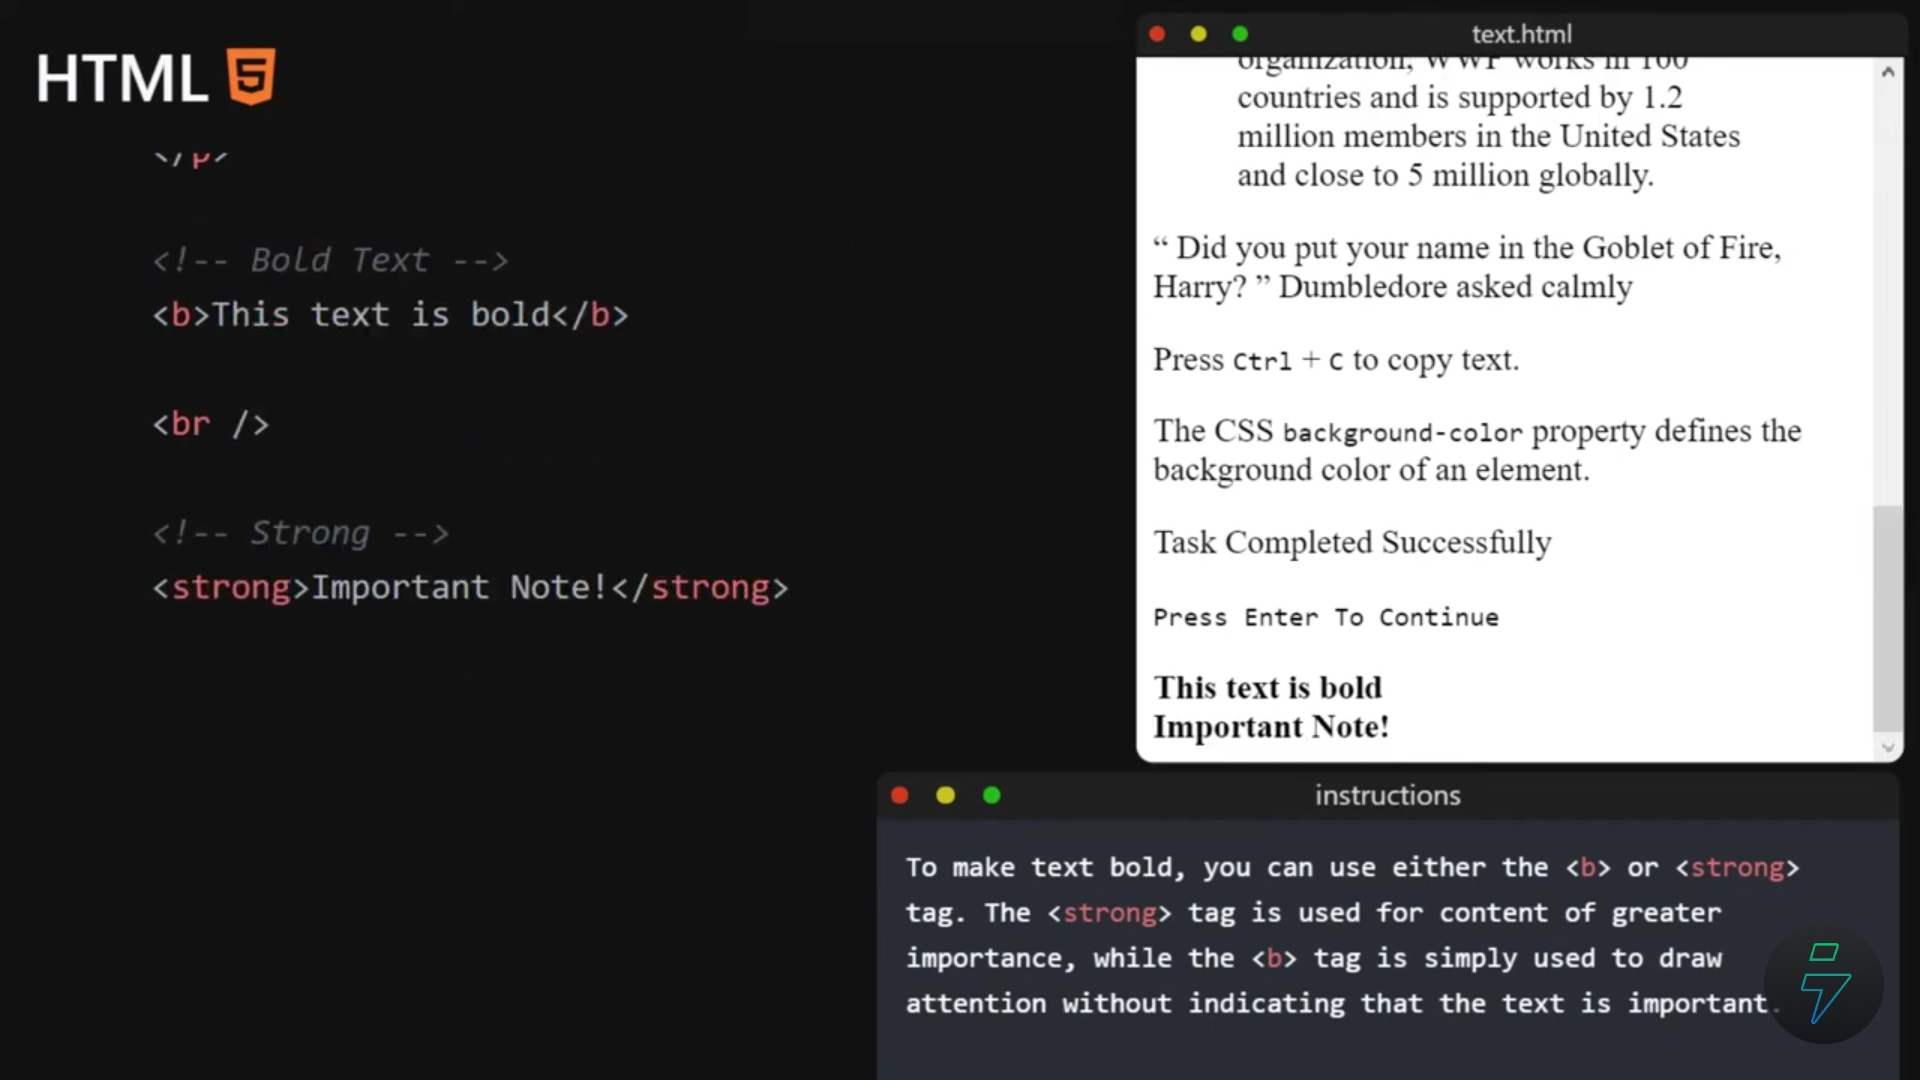 HTML 5
</p>
<!-- Bold Text -->
<b>This text is bold</b>
<br />
<!-- Strong -->
<strong>Important Note!</strong>
text.html
organization, WWF works in 100
countries and is supported by 1.2
million members in the United States
and close to 5 million globally.
“ Did you put your name in the Goblet of Fire,
Harry? ” Dumbledore asked calmly
Press Ctrl + C to copy text.
The CSS background-color property defines the
background color of an element.
Task Completed Successfully
Press Enter To Continue
This text is bold
Important Note!
instructions
To make text bold, you can use either the <b> or <strong>
tag. The <strong> tag is used for content of greater
importance, while the <b> tag is simply used to draw
attention without indicating that the text is important.